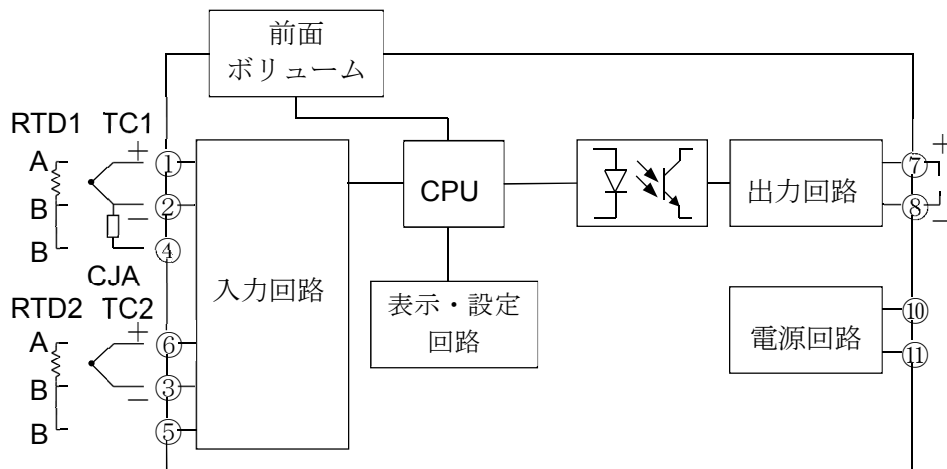 前面
ボリューム
RTD1 TC1
A
B
B
+
−
①
②
④
CJA
RTD2 TC2
A
B
B
+
−
⑥
③
⑤
入力回路
CPU
表示・設定
回路
出力回路
+
⑦
⑧
−
電源回路
⑩
⑪